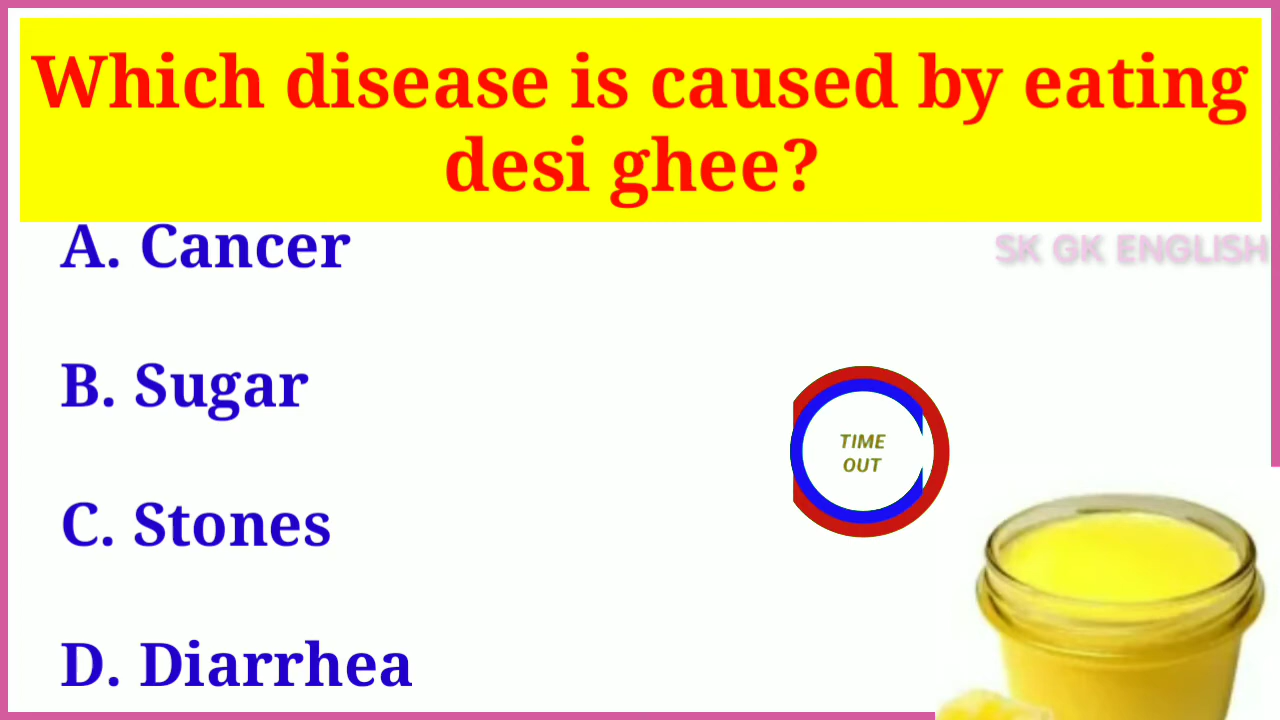 Which disease is caused by eating
desi ghee?
A. Cancer
SK GK ENGLISH
B. Sugar
TIME
OUT
C. Stones
D. Diarrhea